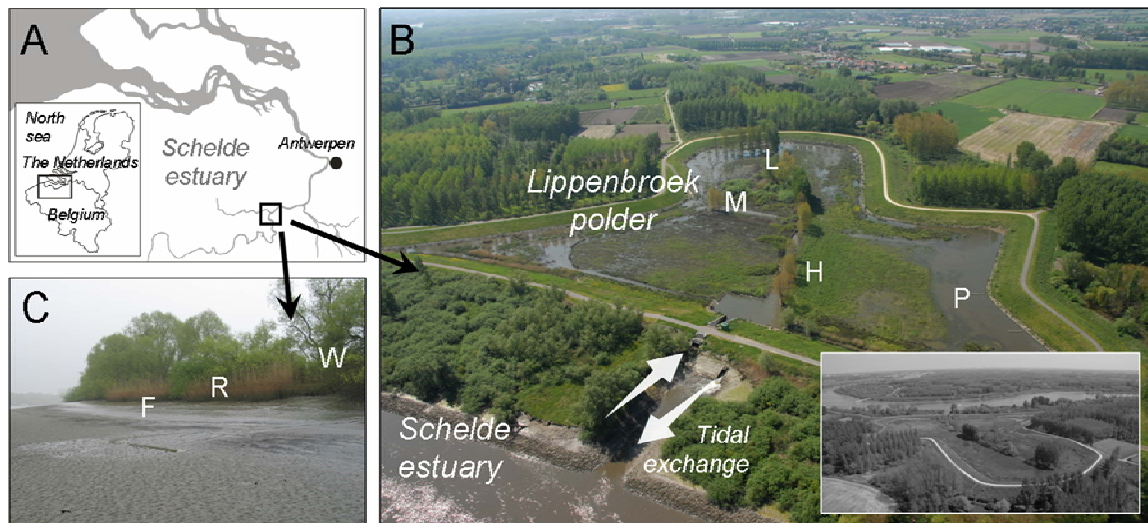 A
North
sea
The Netherlands
Belgium
Schelde
estuary
Antwerpen
B
Lippenbroek
polder
L
M
H
P
Schelde
estuary
Tidal
exchange
C
F
R
W